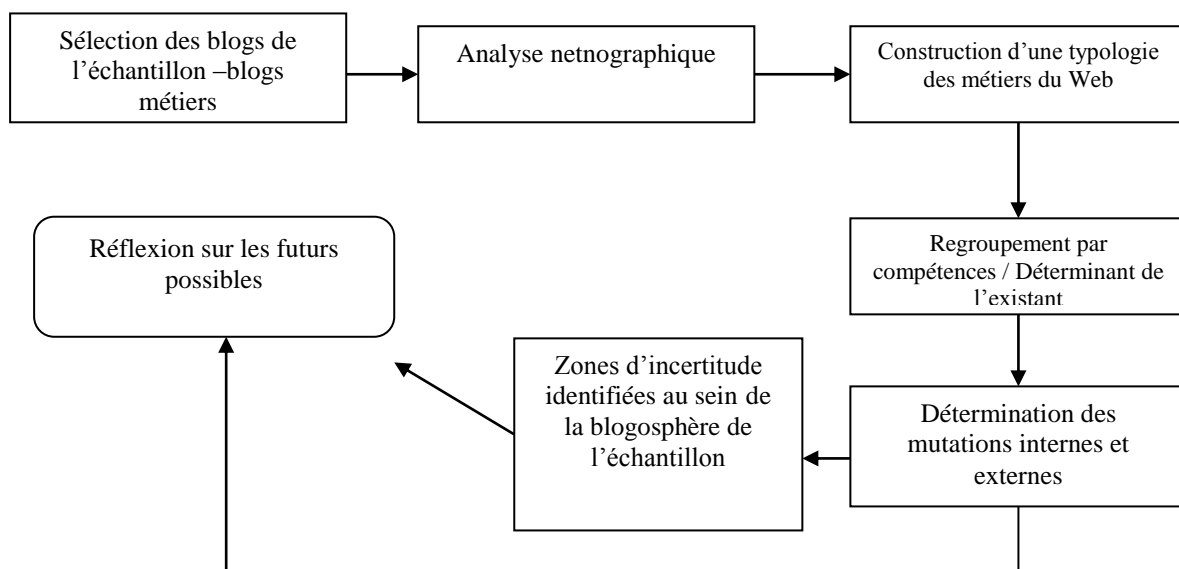 Sélection des blogs de
l’échantillon –blogs
métiers
Analyse netnographique
Construction d’une typologie
des métiers du Web
Regroupement par
compétences / Déterminant de
l’existant
Détermination des
mutations internes et
externes
Zones d’incertitude
identifiées au sein de
la blogosphère de
l’échantillon
Réflexion sur les futurs
possibles